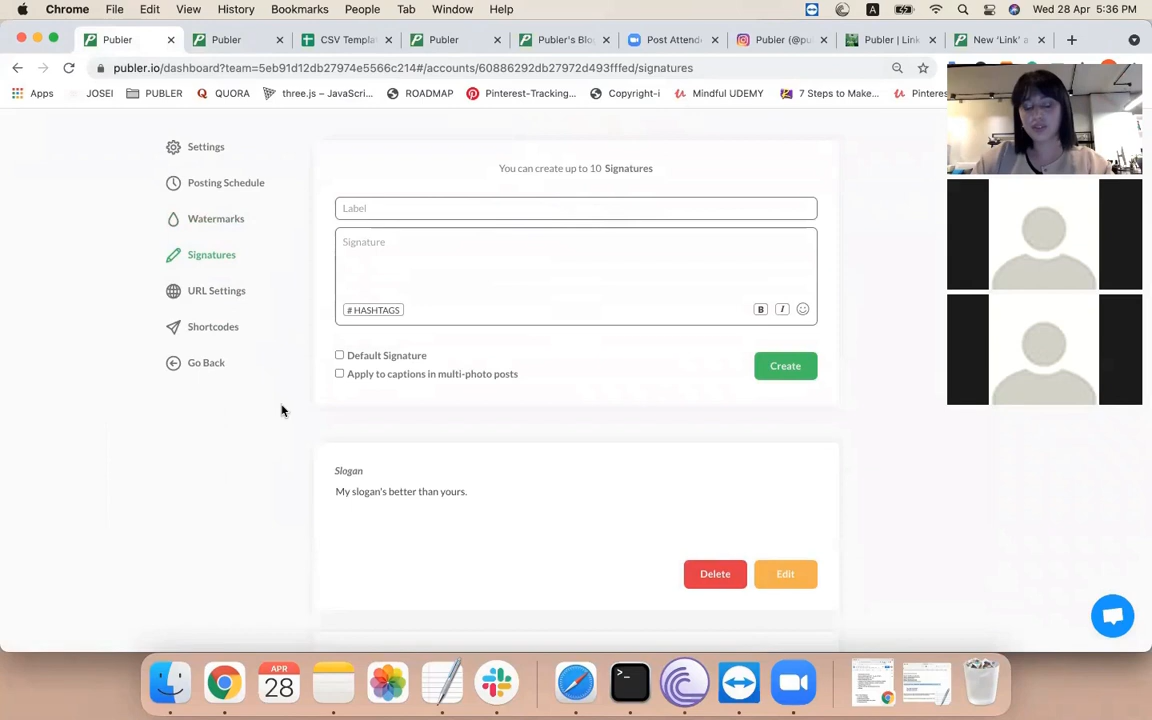 Chrome File Edit View History Bookmarks People Tab Window Help A Wed 28 Apr 5:36 PM
Publer Publer CSV Templa Publer Publer's Blo Post Attend Publer (@pu Publer | Link New 'Link' a
publer.io/dashboard?team=5eb91d12db27974e5566c214#/accounts/60886292db27972d493fffed/signatures
Apps JOSEI PUBLER QUORA three.js – JavaScri... ROADMAP Pinterest-Tracking... Copyright-i Mindful UDEMY 7 Steps to Make... Pineres
Settings
Posting Schedule
Watermarks
Signatures
URL Settings
Shortcodes
Go Back
You can create up to 10 Signatures
Label
Signature
# HASHTAGS B I
Default Signature
Apply to captions in multi-photo posts
Create
Slogan
My slogan's better than yours.
Delete Edit
APR
28